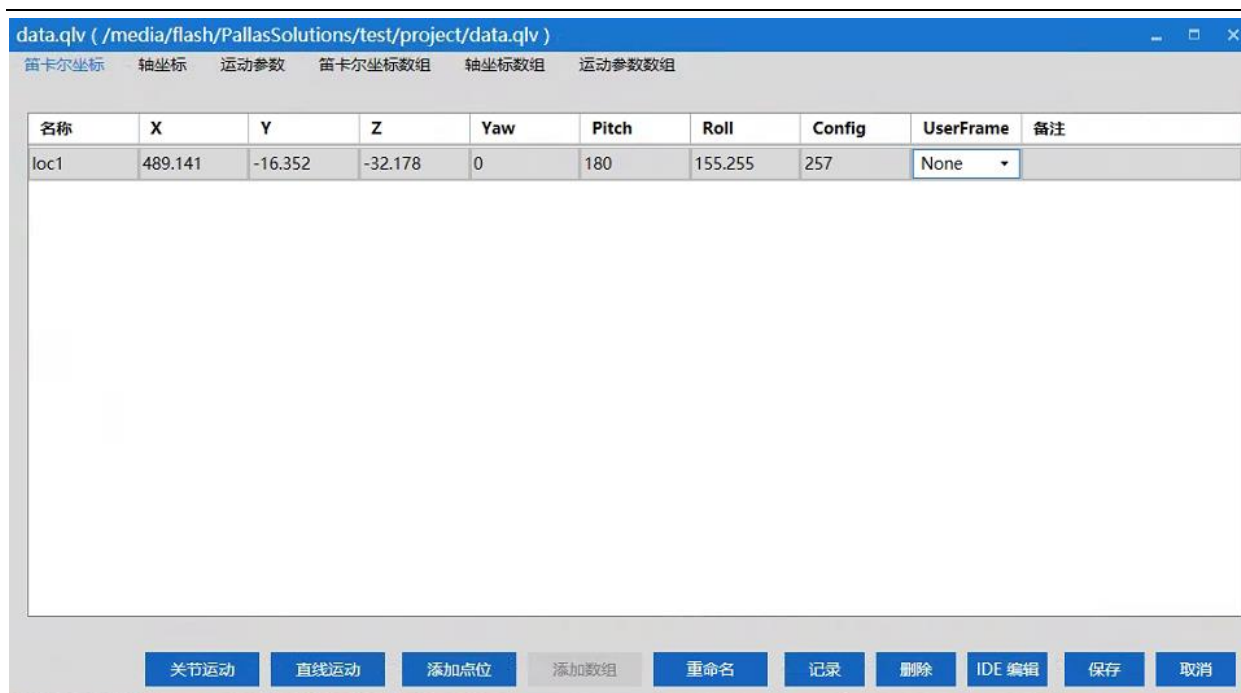 data.qlv ( /media/flash/PallasSolutions/test/project/data.qlv )
笛卡尔坐标 轴坐标 运动参数 笛卡尔坐标数组 轴坐标数组 运动参数数组
名称 X Y Z Yaw Pitch Roll Config UserFrame 备注
loc1 489.141 -16.352 -32.178 0 180 155.255 257 None
关节运动 直线运动 添加点位 添加数组 重命名 记录 删除 IDE 编辑 保存 取消